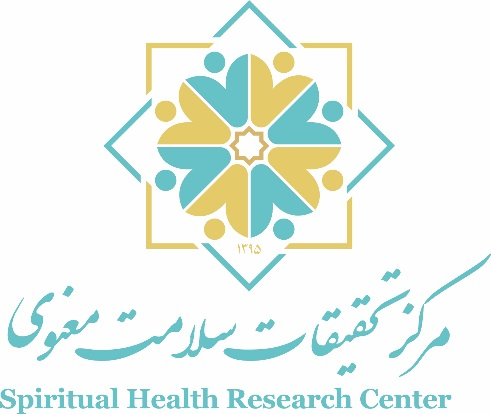 ۱۳۹۵
مرکز تحقیقات سلامت معنوی
Spiritual Health Research Center